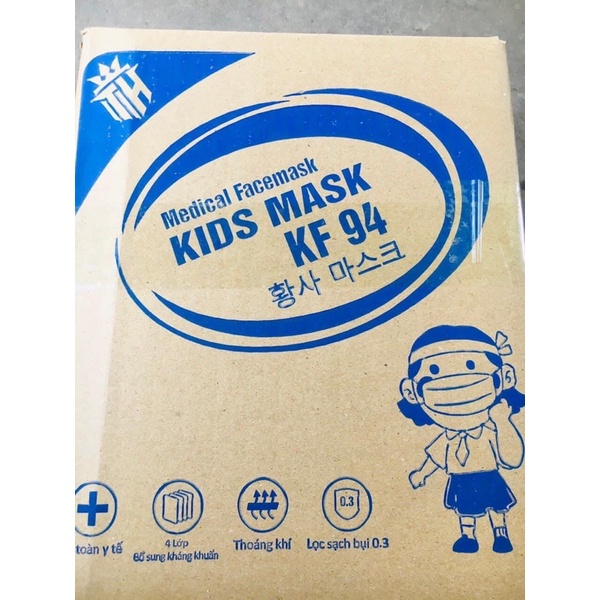 TTH
Medical Facemask
KIDS MASK
KF 94
황사 마스크
0.3
toàn y tế
4 Lớp
Bổ sung kháng khuẩn
Thoáng khí
Lọc sạch bụi 0.3